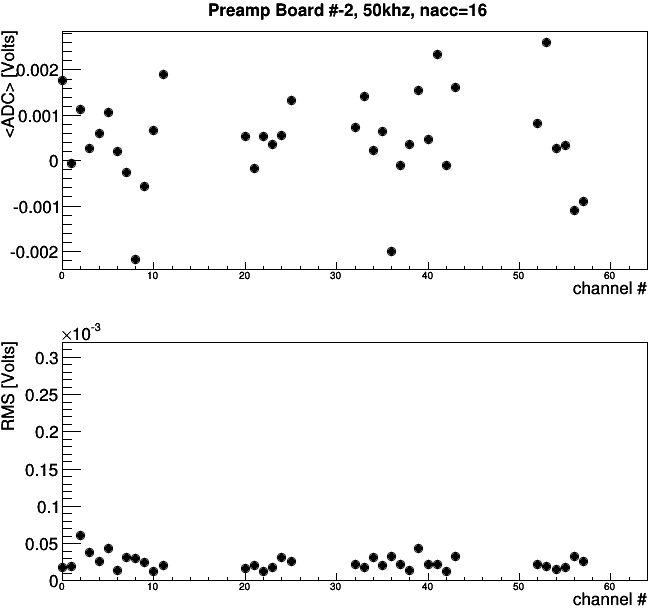 Preamp Board #-2, 50khz, nacc=16
<ADC> [Volts]
0.002
0.001
0
-0.001
-0.002
0 10 20 30 40 50 60
channel #
×10-3
RMS [Volts]
0.3
0.25
0.2
0.15
0.1
0.05
0
0 10 20 30 40 50 60
channel #